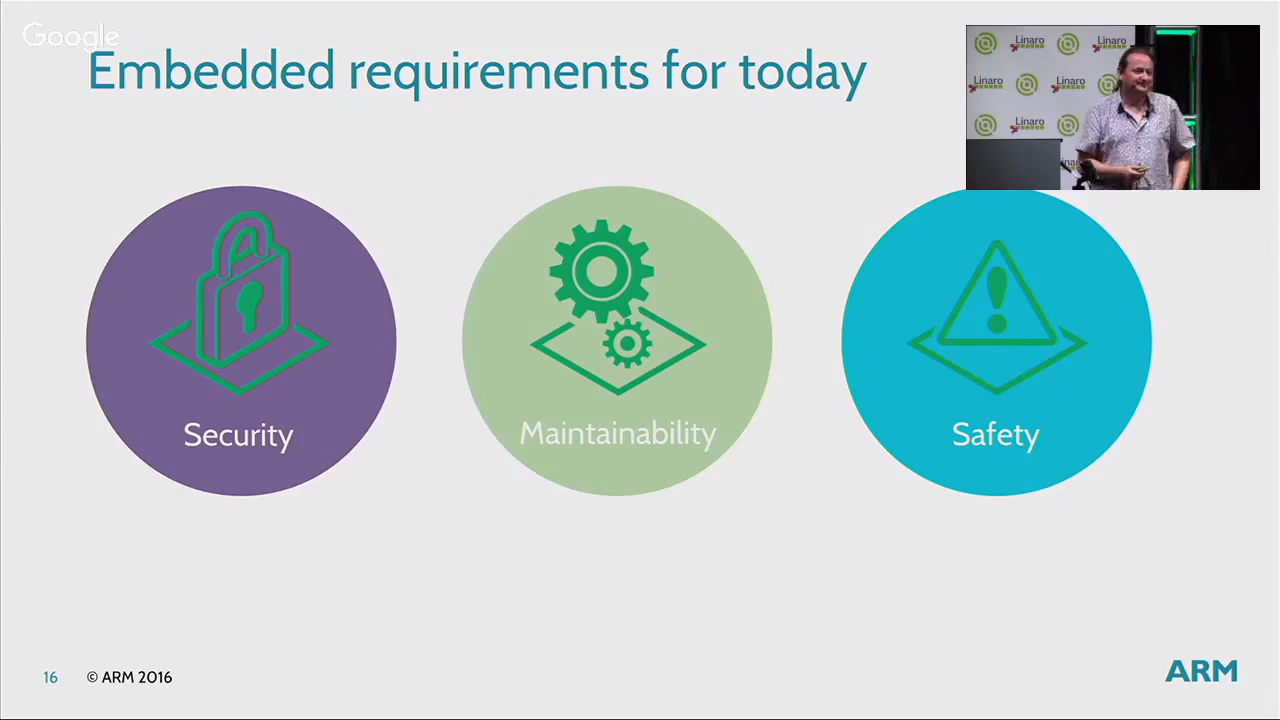 Google
Embedded requirements for today
Linaro
Linaro
Linaro
Linaro
Linaro
Security
Maintainability
Safety
16
© ARM 2016
ARM